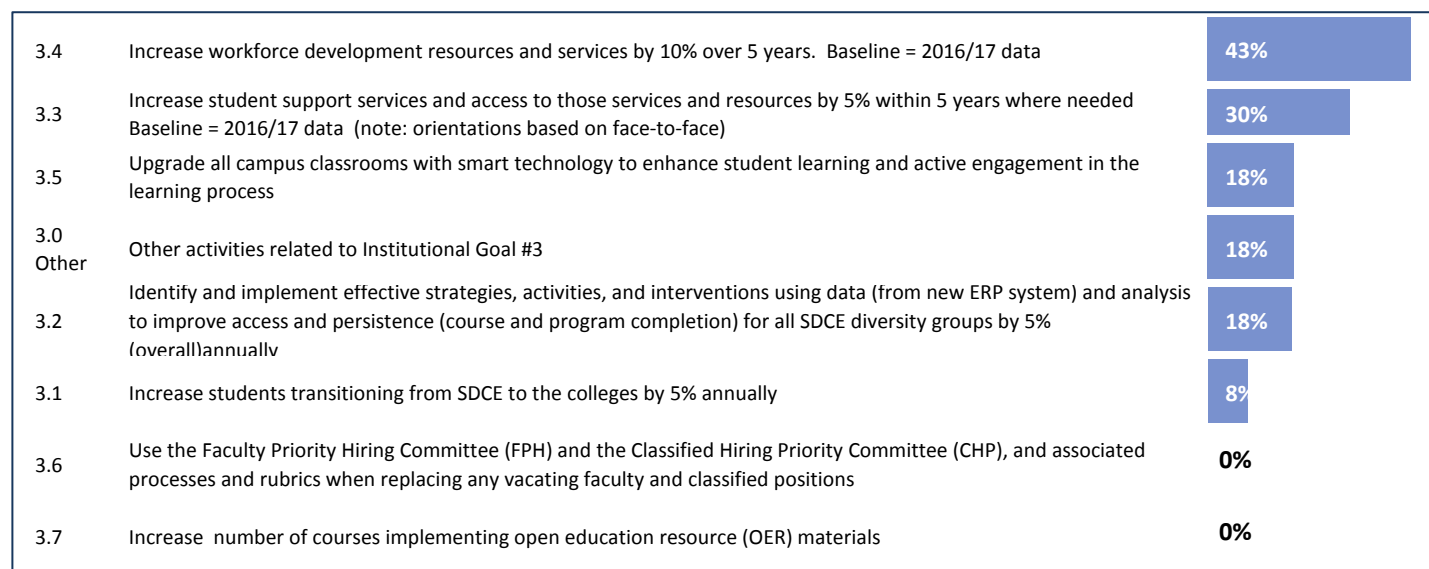 3.4 Increase workforce development resources and services by 10% over 5 years.  Baseline = 2016/17 data 43%
3.3 Increase student support services and access to those services and resources by 5% within 5 years where needed
Baseline = 2016/17 data  (note: orientations based on face-to-face) 30%
3.5 Upgrade all campus classrooms with smart technology to enhance student learning and active engagement in the
learning process 18%
3.0
Other Other activities related to Institutional Goal #3 18%
Identify and implement effective strategies, activities, and interventions using data (from new ERP system) and analysis
3.2 to improve access and persistence (course and program completion) for all SDCE diversity groups by 5% 18%
(overall)annually
3.1 Increase students transitioning from SDCE to the colleges by 5% annually 8%
3.6 Use the Faculty Priority Hiring Committee (FPH) and the Classified Hiring Priority Committee (CHP), and associated
processes and rubrics when replacing any vacating faculty and classified positions 0%
3.7 Increase  number of courses implementing open education resource (OER) materials 0%